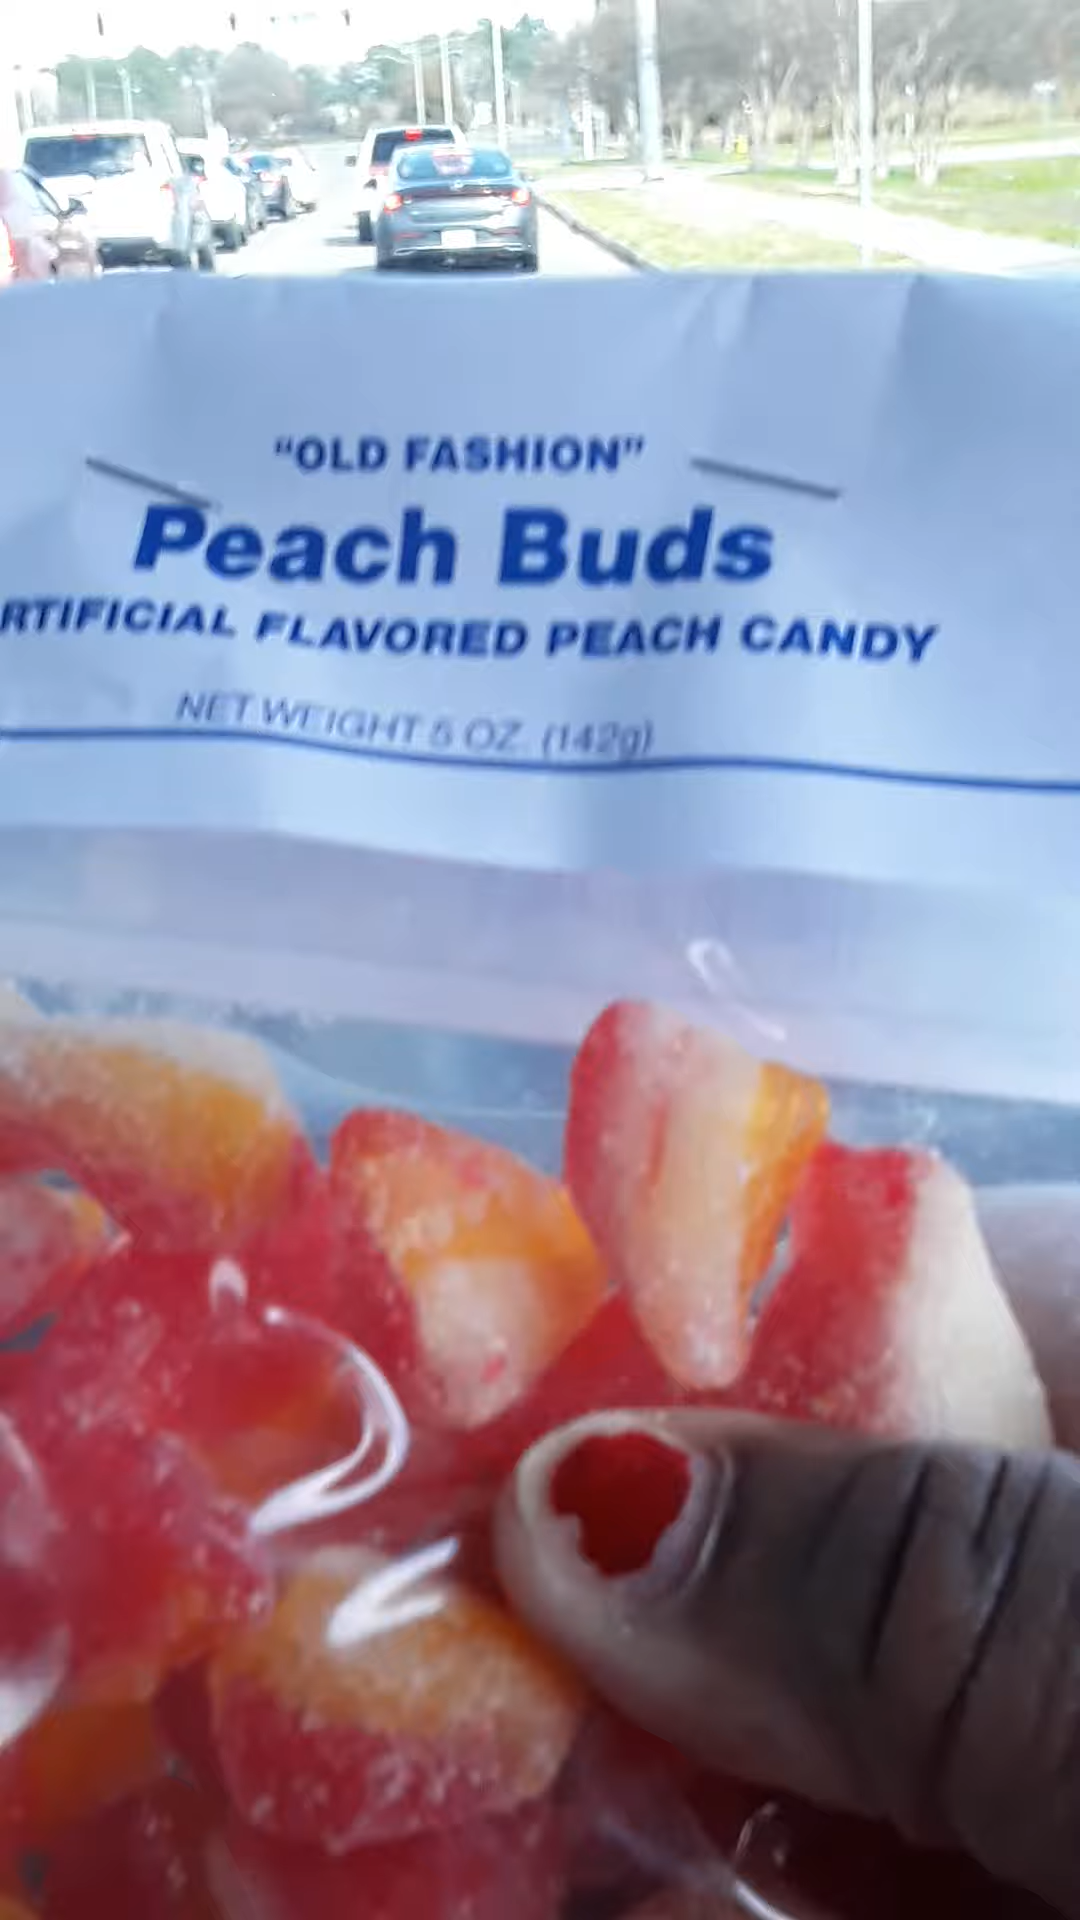 “OLD FASHION”
Peach Buds
RTIFICIAL FLAVORED PEACH CANDY
NET WEIGHT 5 OZ. (142g)